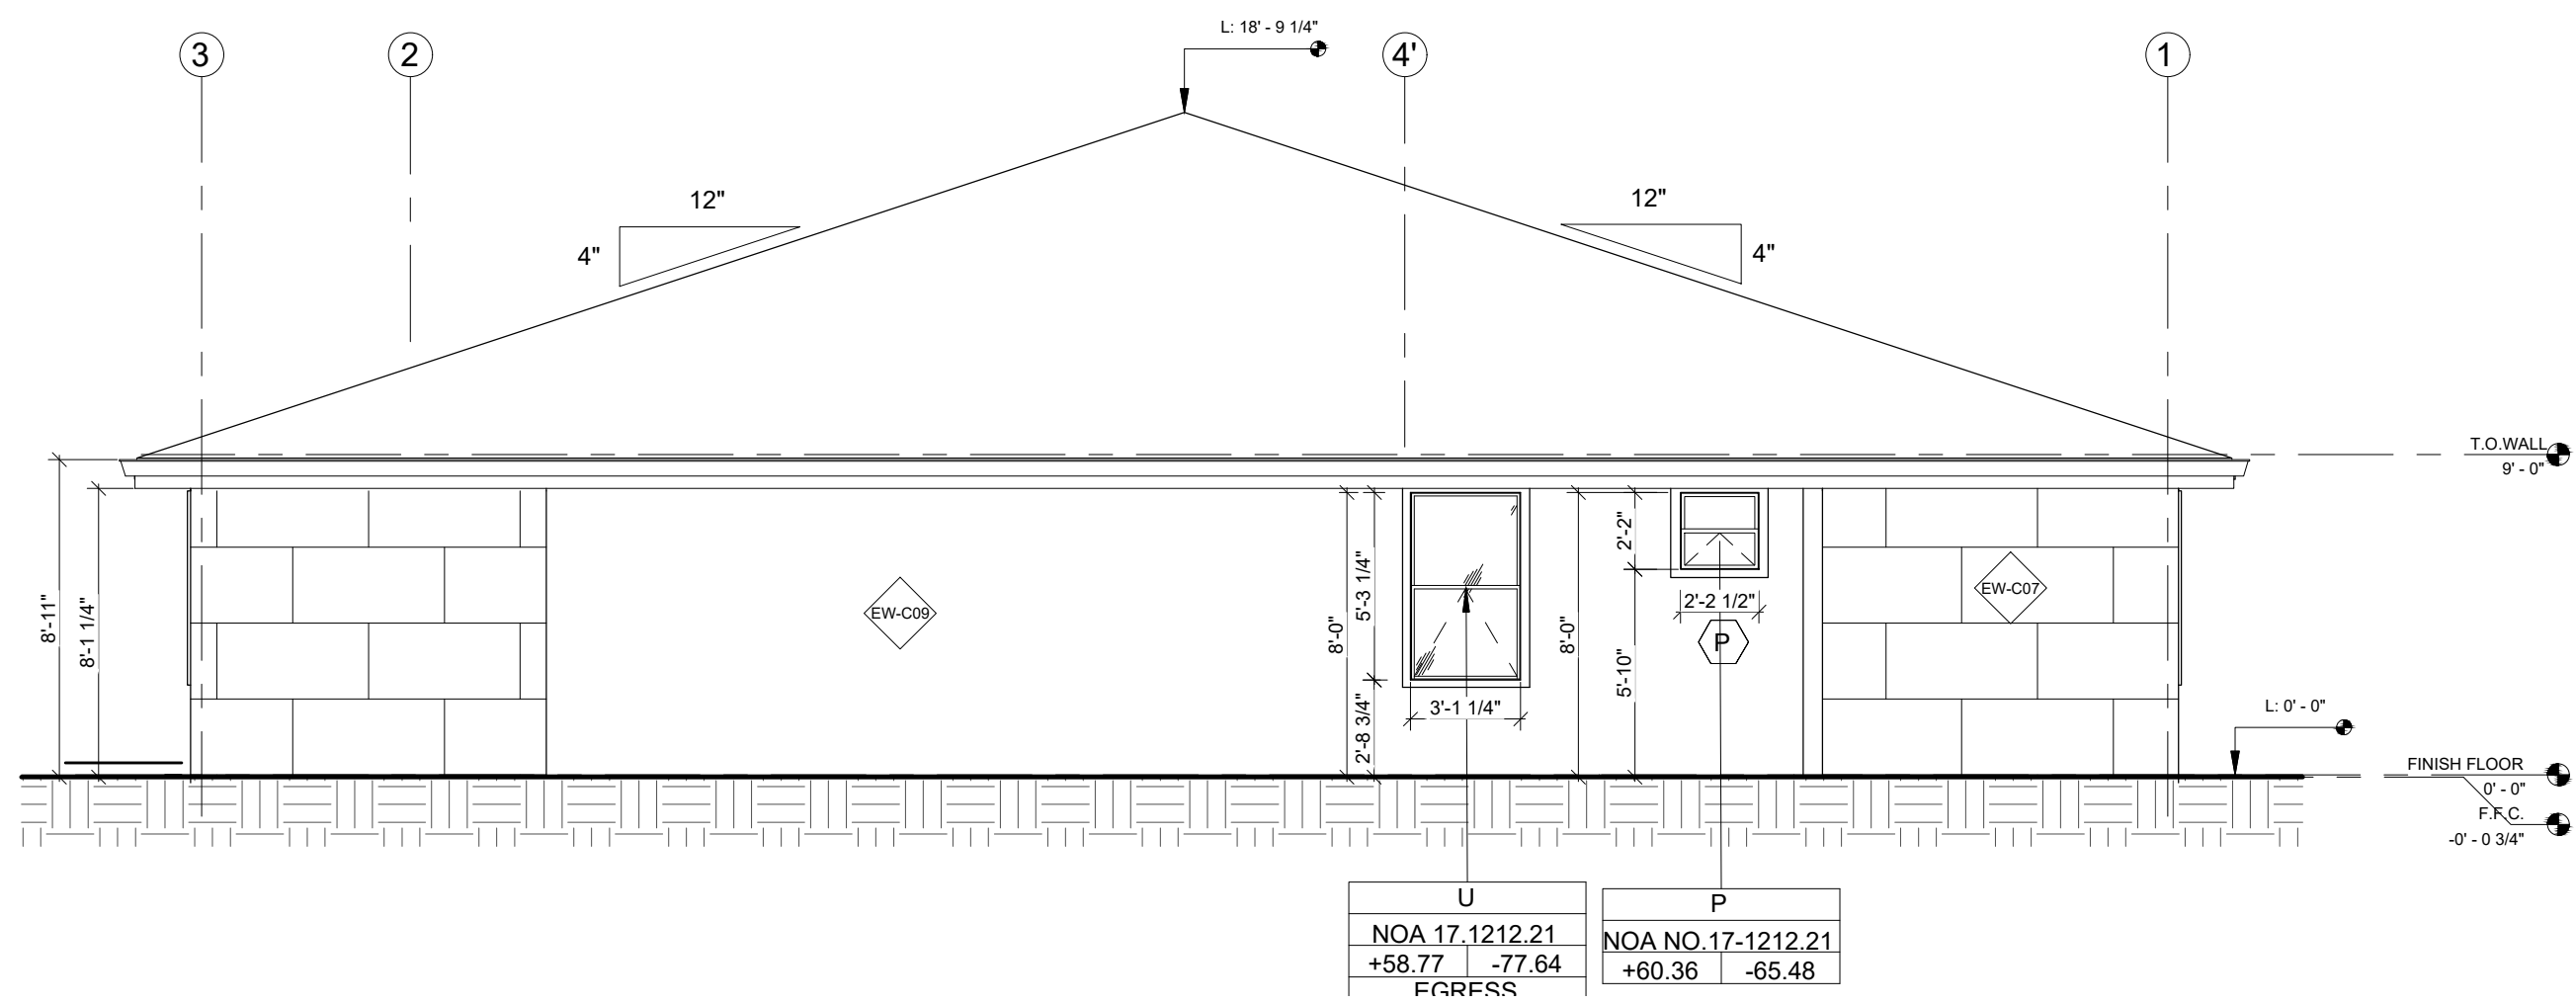 L: 18' - 9 1/4"
3
2
4'
1
12"
4"
12"
4"
T.O.WALL
9' - 0"
8'-11"
8'-1 1/4"
EW-C09
8'-0"
5'-3 1/4"
2'-8 3/4"
3'-1 1/4"
8'-0"
2'-2"
5'-10"
2'-2 1/2"
P
EW-C07
L: 0' - 0"
FINISH FLOOR
0' - 0"
F.F.C.
-0' - 0 3/4"
U
NOA 17.1212.21
+58.77 -77.64
EGRESS
P
NOA NO.17-1212.21
+60.36 -65.48